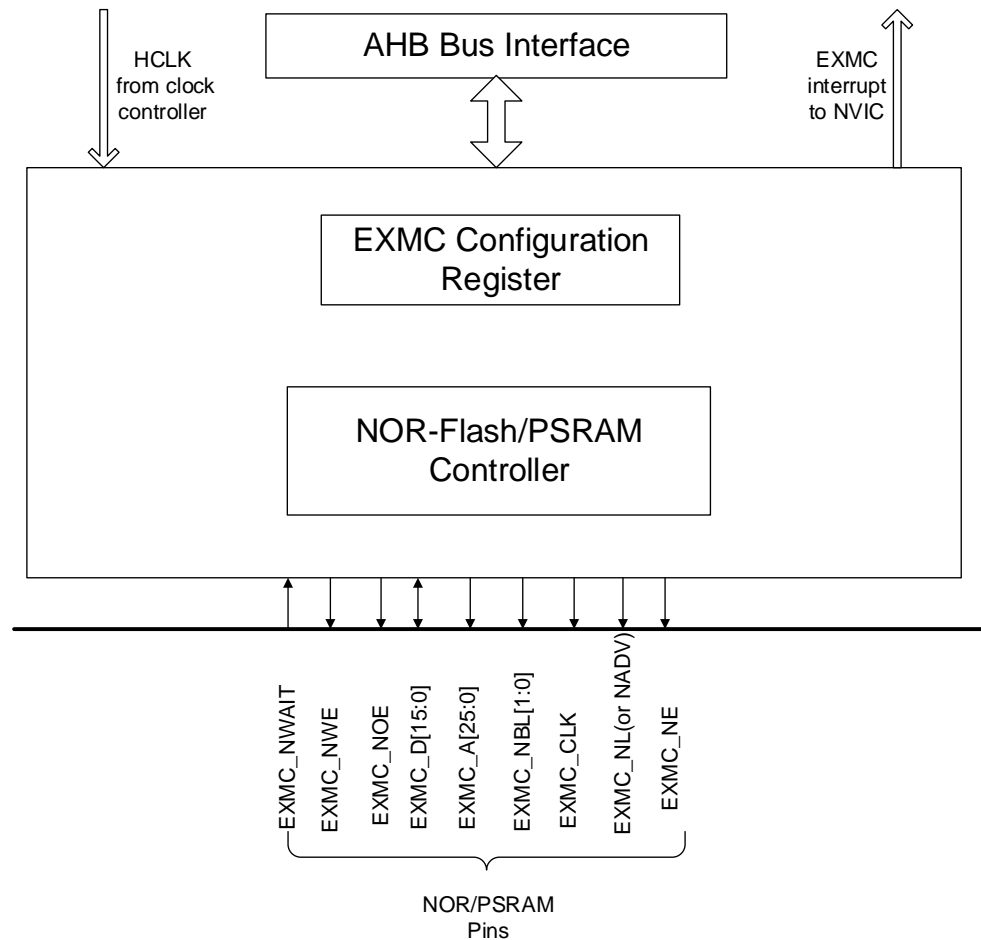 HCLK
from clock
controller
AHB Bus Interface
EXMC
interrupt
to NVIC
EXMC Configuration
Register
NOR-Flash/PSRAM
Controller
EXMC_NWAIT
EXMC_NWE
EXMC_NOE
EXMC_D[15:0]
EXMC_A[25:0]
EXMC_NBL[1:0]
EXMC_CLK
EXMC_NL(or NADV)
EXMC_NE
NOR/PSRAM
Pins